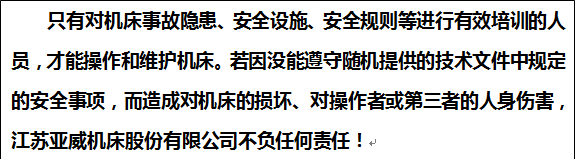 只有对机床事故隐患、安全设施、安全规则等进行有效培训的人
员，才能操作和维护机床。若因没能遵守随机提供的技术文件中规定
的安全事项，而造成对机床的损坏、对操作者或第三者的人身伤害，
江苏亚威机床股份有限公司不负任何责任！